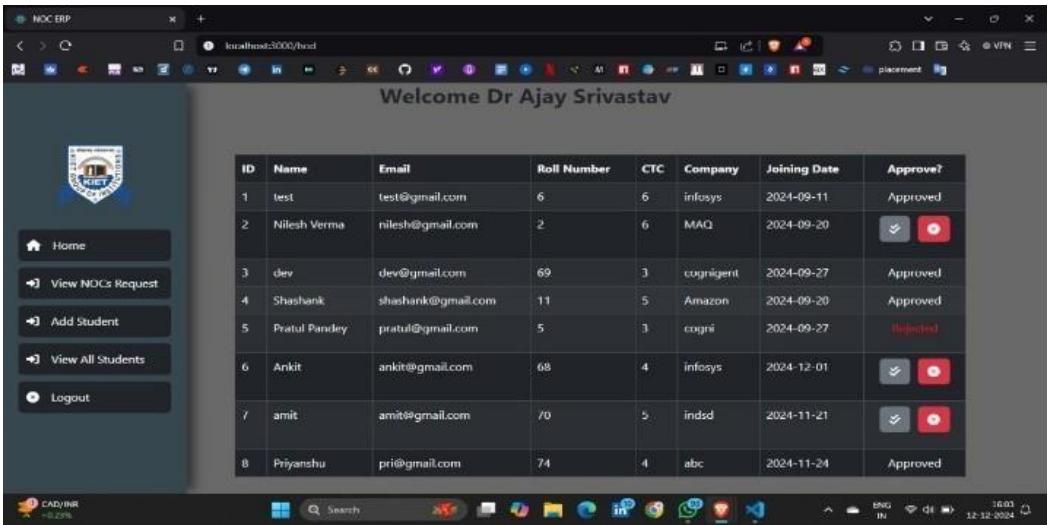 NOC ERP
localhost:3000/hod
VPN
placement
Welcome Dr Ajay Srivastav
KIET
ID Name Email Roll Number CTC Company Joining Date Approve?
1 test test@gmail.com 6 6 infosys 2024-09-11 Approved
2 Nilesh Verma nilesh@gmail.com 2 6 MAQ 2024-09-20
3 dev dev@gmail.com 69 3 cognigent 2024-09-27 Approved
4 Shashank shashank@gmail.com 11 5 Amazon 2024-09-20 Approved
5 Pratul Pandey pratul@gmail.com 5 3 cogni 2024-09-27 Rejected
6 Ankit ankit@gmail.com 68 4 infosys 2024-12-01
7 amit amit@gmail.com 70 5 indsd 2024-11-21
8 Priyanshu pri@gmail.com 74 4 abc 2024-11-24 Approved
Home
View NOCs Request
Add Student
View All Students
Logout
CAD/INR
-0.23%
Search
ENG
IN
16:03
12-12-2024